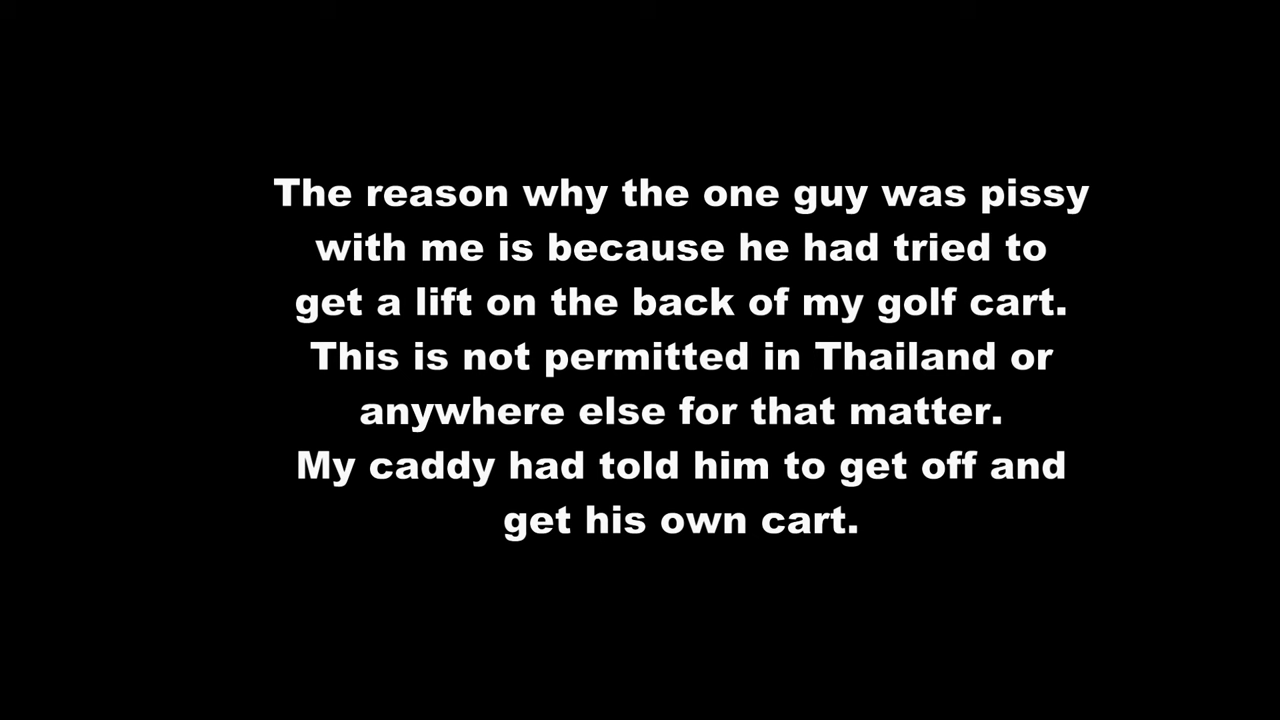 The reason why the one guy was pissy
with me is because he had tried to
get a lift on the back of my golf cart.
This is not permitted in Thailand or
anywhere else for that matter.
My caddy had told him to get off and
get his own cart.